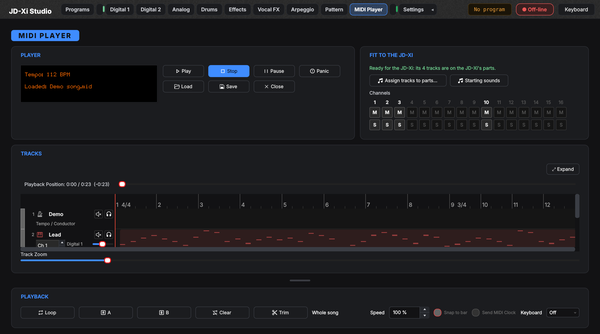 JD-Xi Studio
Programs
Digital 1
Digital 2
Analog
Drums
Effects
Vocal FX
Arpeggio
Pattern
MIDI Player
Settings
No program
Off-line
Keyboard
MIDI PLAYER
PLAYER
Tempo: 112 BPM
Loaded: Demo song.mid
Play
Stop
Pause
Panic
Load
Save
Close
FIT TO THE JD-XI
Ready for the JD-Xi. Its 4 tracks are on the JD-Xi's parts.
Assign tracks to parts...
Starting sounds
Channels
1 2 3 4 5 6 7 8 9 10 11 12 13 14 15 16
M M M M M M M M M M M M M M M M
S S S S S S S S S S S S S S S S
TRACKS
Expand
Playback Position: 0:00 / 0:23 (-0:23)
1 4/4 2 3 4 5 6 7 8 9 3/4 10 11 12
1 Demo
Tempo / Conductor
2 Lead
Ch 1 Digital 1
Track Zoom
PLAYBACK
Loop
A
B
Clear
Trim
Whole song
Speed
100 %
Snap to bar
Send MIDI Clock
Keyboard
Off